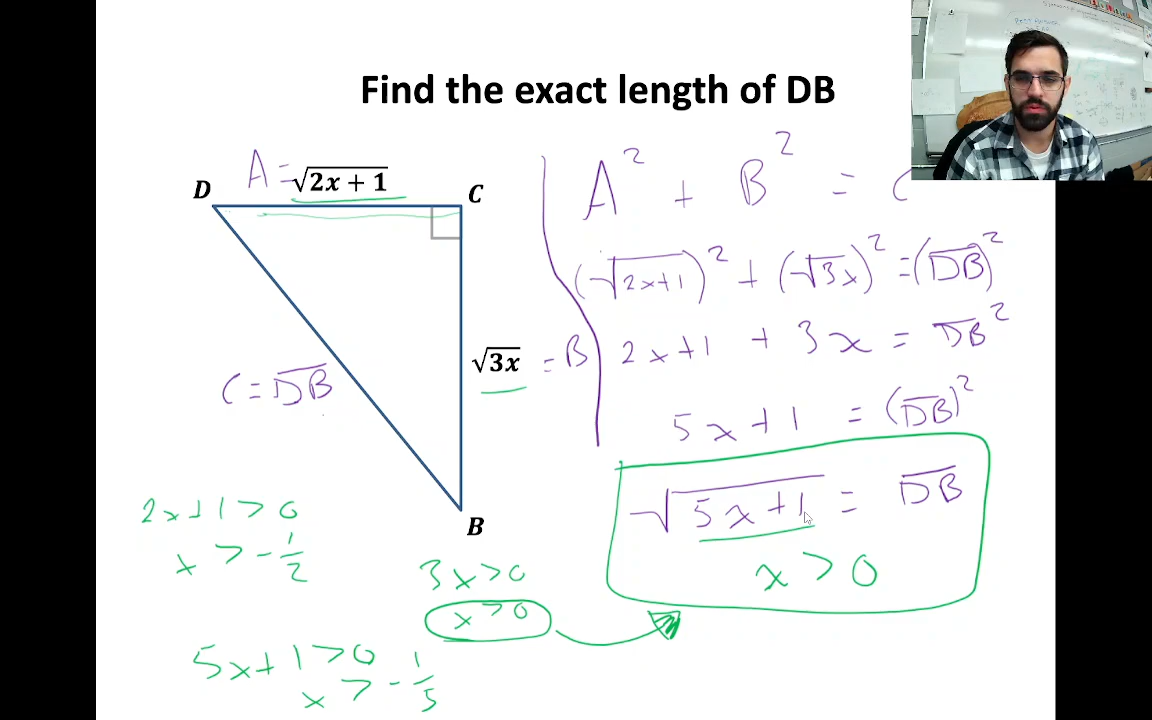 Find the exact length of DB
A = √2x + 1
D
C
A² + B² = C
(√2x+1)² + (√3x)² = (DB)²
√3x = B
2x+1 + 3x = DB²
C = DB
5x+1 = (DB)²
√5x+1 = DB
x > 0
B
2x+1 > 0
x > -1/2
3x > 0
x > 0
5x+1 > 0
x > -1/5